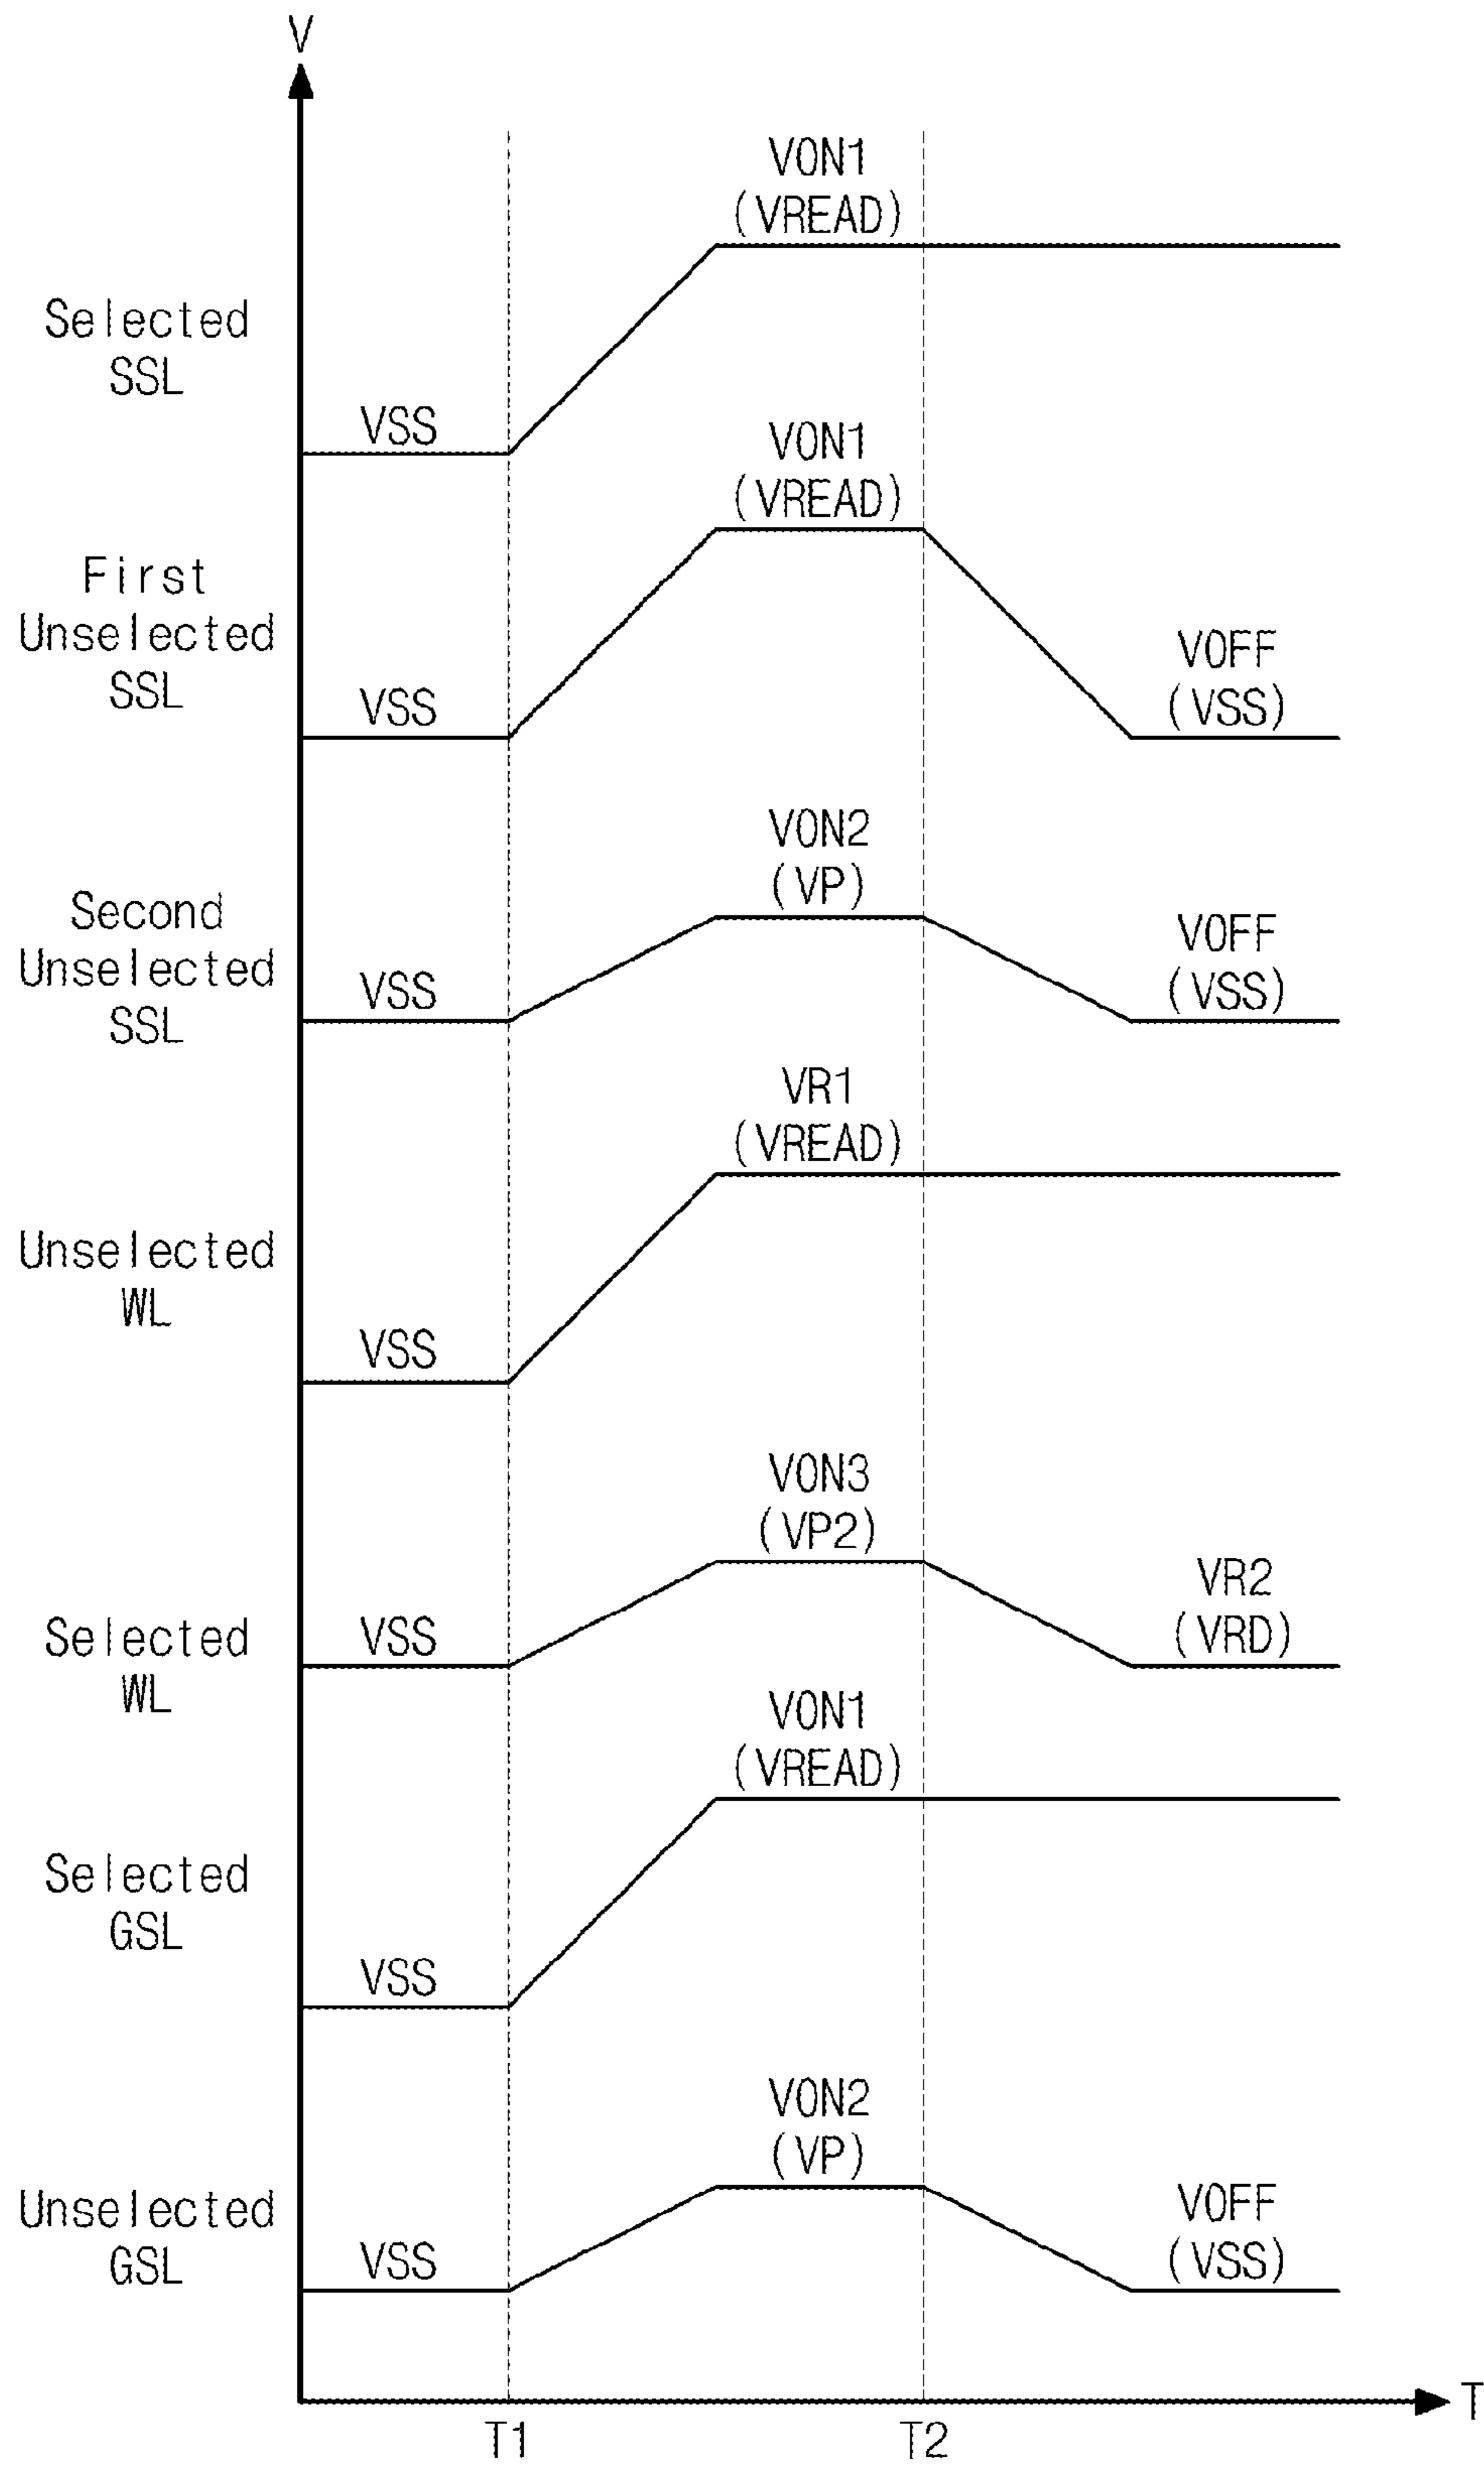 V
VON1
(VREAD)
Selected
SSL
VSS
VON1
(VREAD)
First
Unselected
SSL
VSS
VOFF
(VSS)
VON2
(VP)
Second
Unselected
SSL
VSS
VOFF
(VSS)
VR1
(VREAD)
Unselected
WL
VSS
VON3
(VP2)
Selected
WL
VSS
VR2
(VRD)
VON1
(VREAD)
Selected
GSL
VSS
VON2
(VP)
Unselected
GSL
VSS
VOFF
(VSS)
T
T1
T2